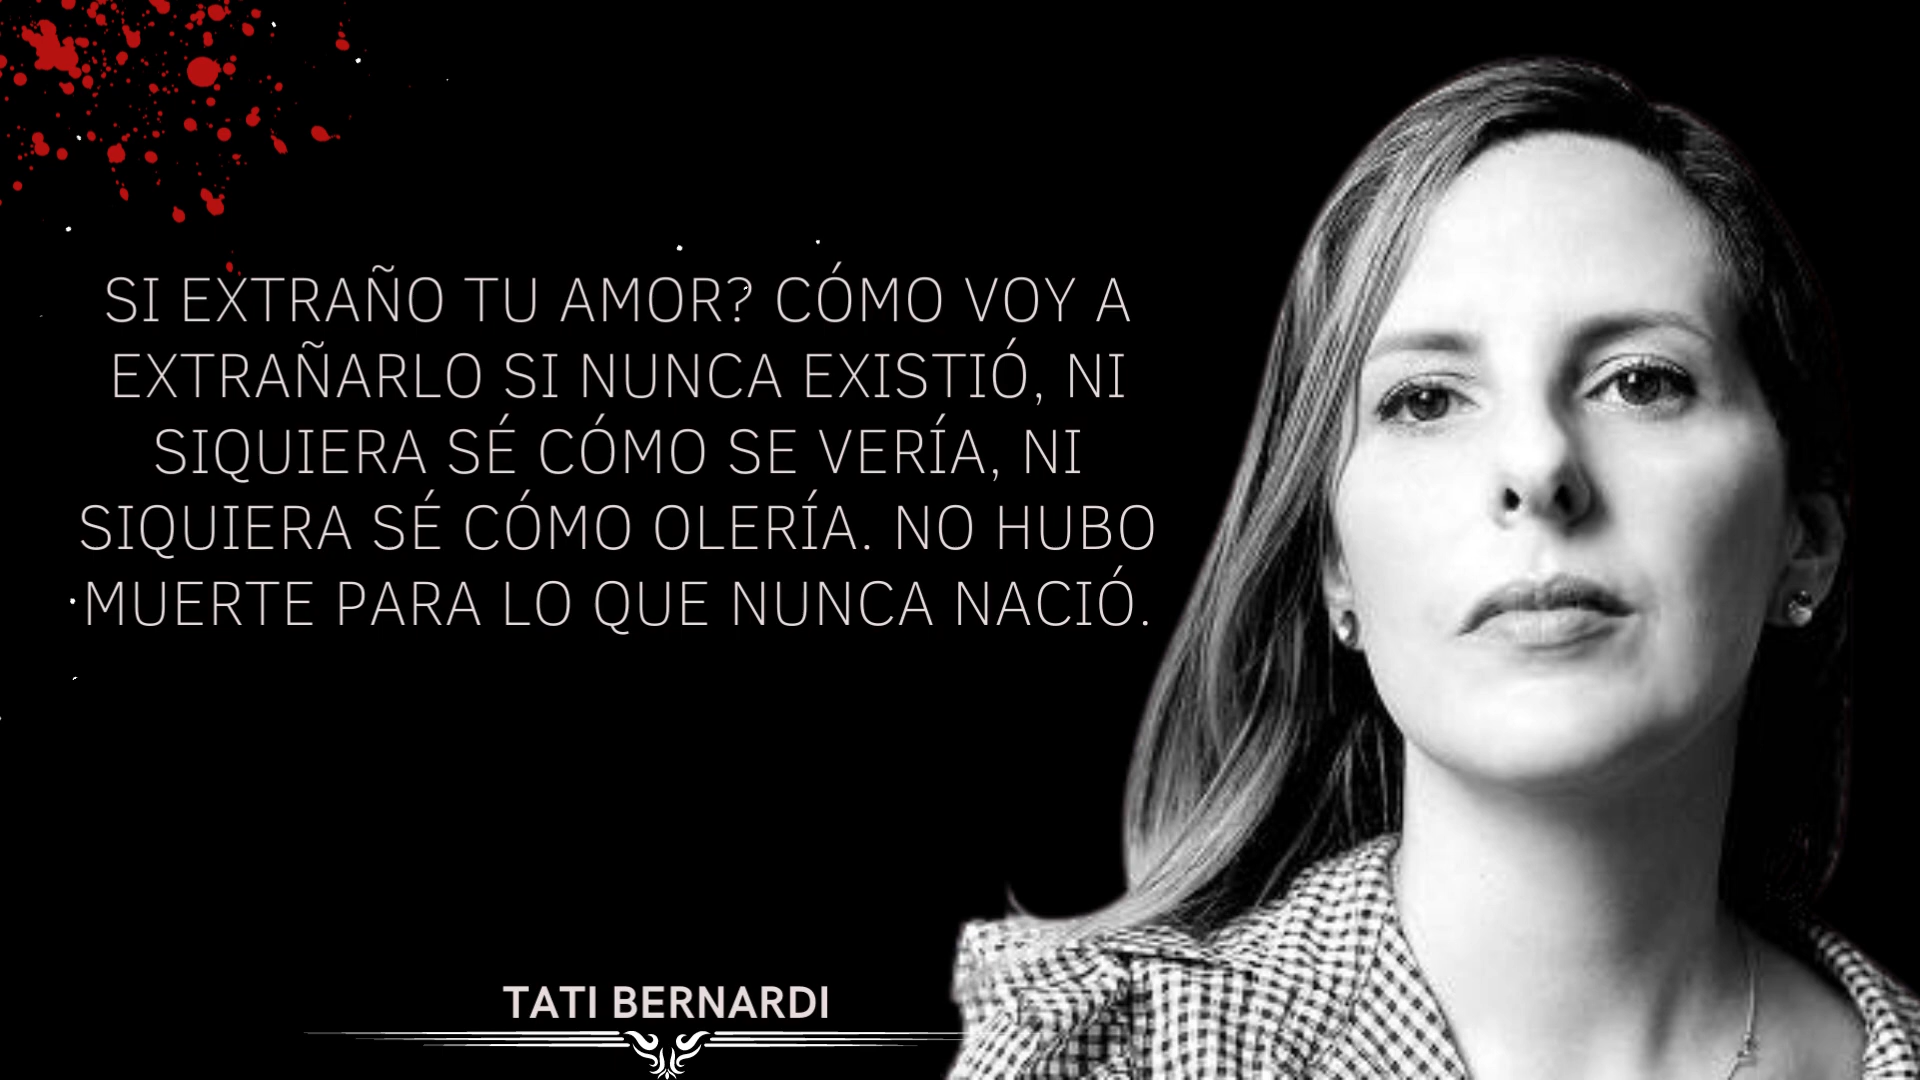 SI EXTRAÑO TU AMOR? CÓMO VOY A
EXTRAÑARLO SI NUNCA EXISTIÓ, NI
SIQUIERA SÉ CÓMO SE VERÍA, NI
SIQUIERA SÉ CÓMO OLERÍA. NO HUBO
MUERTE PARA LO QUE NUNCA NACIÓ.
TATI BERNARDI